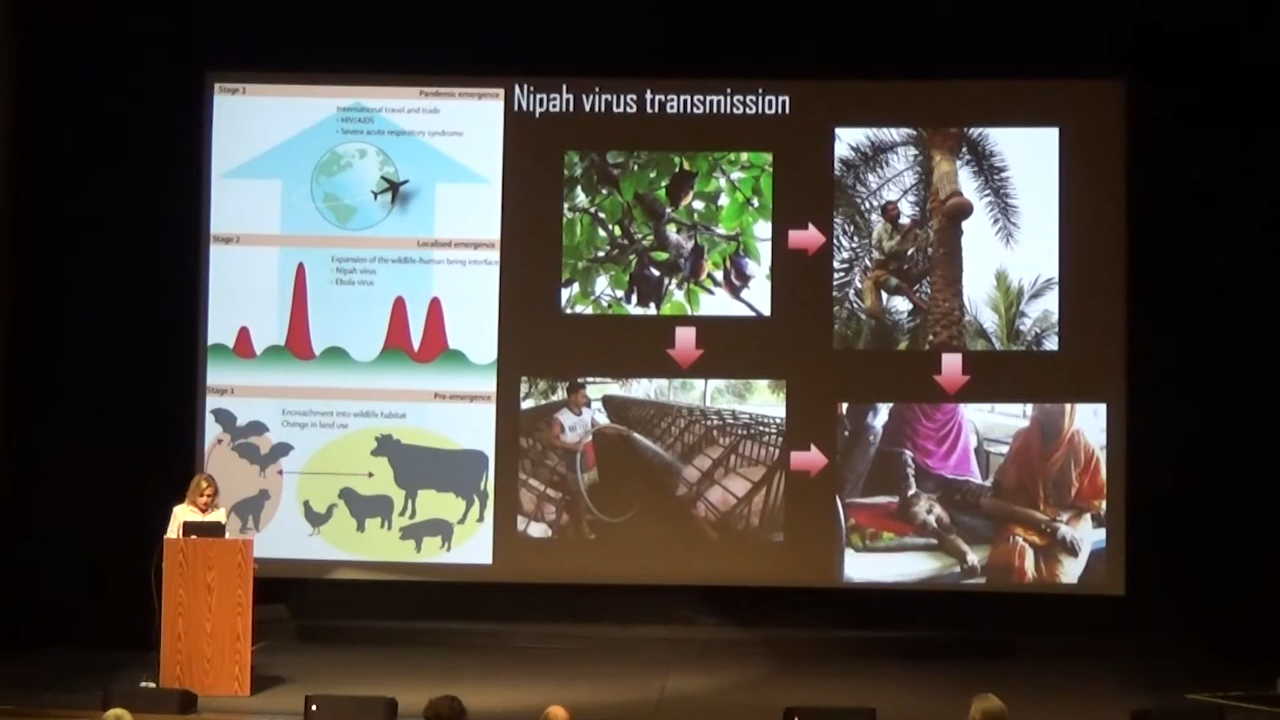 Stage 3 Pandemic emergence
International travel and trade
- HIV/AIDS
- Severe acute respiratory syndrome
Stage 2 Localised emergence
Expansion of the wildlife-human being interface
- Nipah virus
- Ebola virus
Stage 1 Pre-emergence
Encroachment into wildlife habitat
Change in land use
Nipah virus transmission